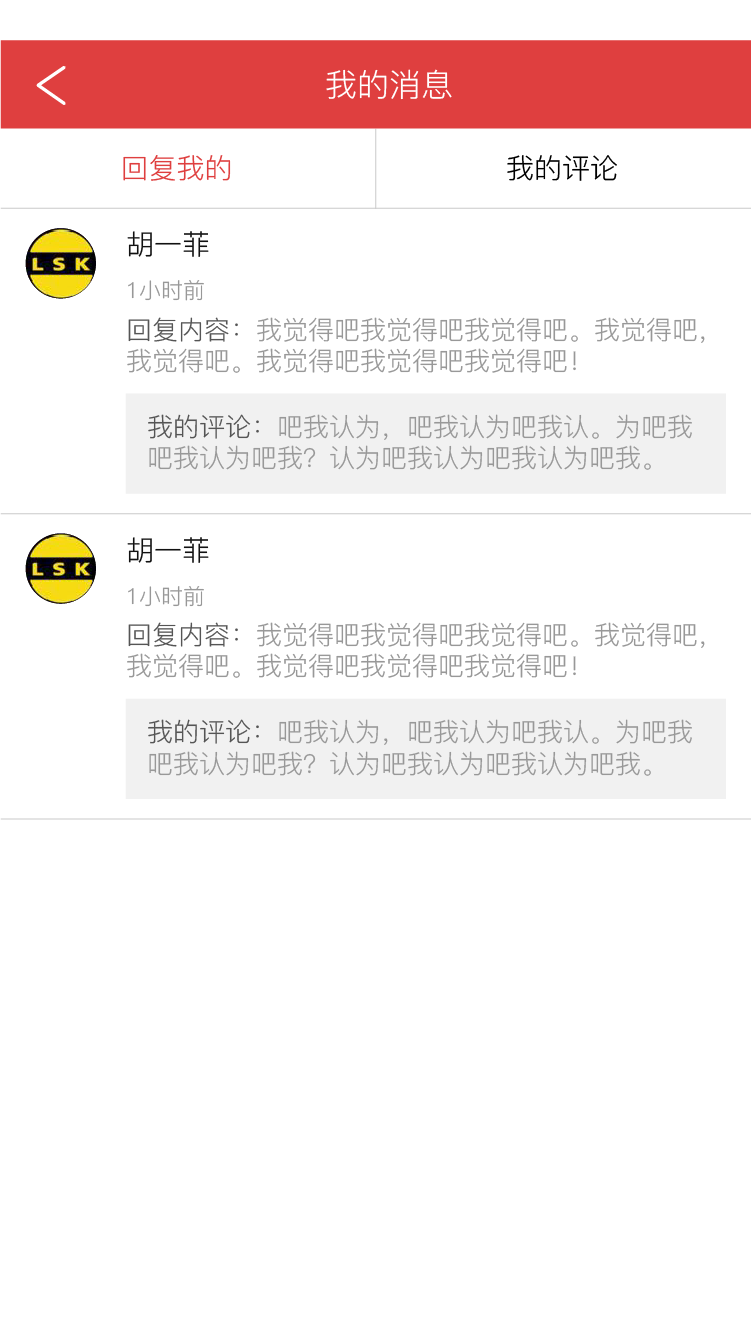 我的消息
回复我的
我的评论
胡一菲
LSK
1小时前
回复内容：我觉得吧我觉得吧我觉得吧。我觉得吧，
我觉得吧。我觉得吧我觉得吧我觉得吧！
我的评论：吧我认为，吧我认为吧我认。为吧我
吧我认为吧我？认为吧我认为吧我认为吧我。
胡一菲
LSK
1小时前
回复内容：我觉得吧我觉得吧我觉得吧。我觉得吧，
我觉得吧。我觉得吧我觉得吧我觉得吧！
我的评论：吧我认为，吧我认为吧我认。为吧我
吧我认为吧我？认为吧我认为吧我认为吧我。